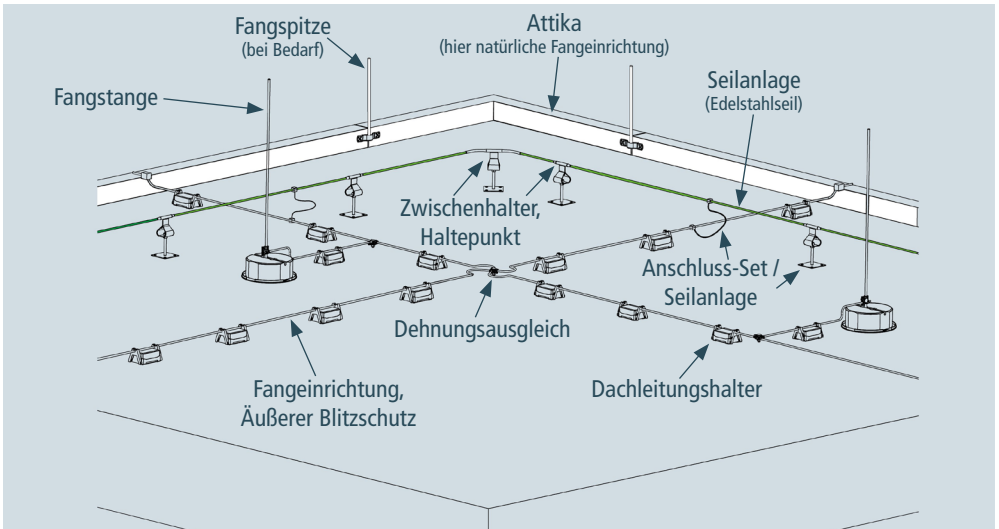 Fangspitze
(bei Bedarf)
Attika
(hier natürliche Fangeinrichtung)
Seilanlage
(Edelstahlseil)
Fangstange
Zwischenhalter,
Haltepunkt
Anschluss-Set /
Seilanlage
Dehnungsausgleich
Fangeinrichtung,
Äußerer Blitzschutz
Dachleitungshalter